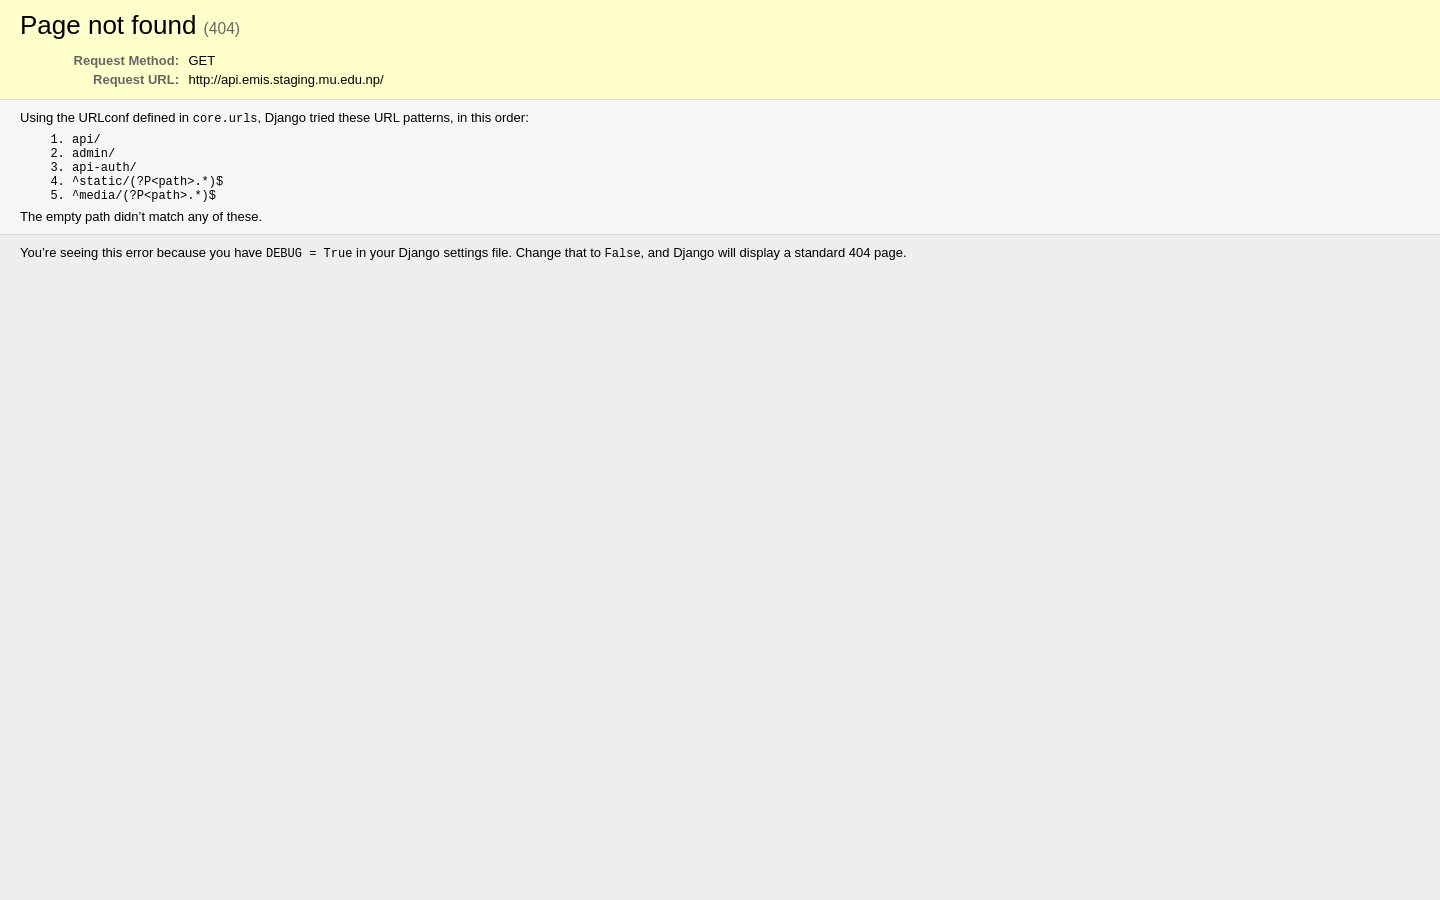 Page not found (404)
Request Method: GET
Request URL: http://api.emis.staging.mu.edu.np/
Using the URLconf defined in core.urls, Django tried these URL patterns, in this order:
1. api/
2. admin/
3. api-auth/
4. ^static/(?P<path>.*)$
5. ^media/(?P<path>.*)$
The empty path didn’t match any of these.
You’re seeing this error because you have DEBUG = True in your Django settings file. Change that to False, and Django will display a standard 404 page.